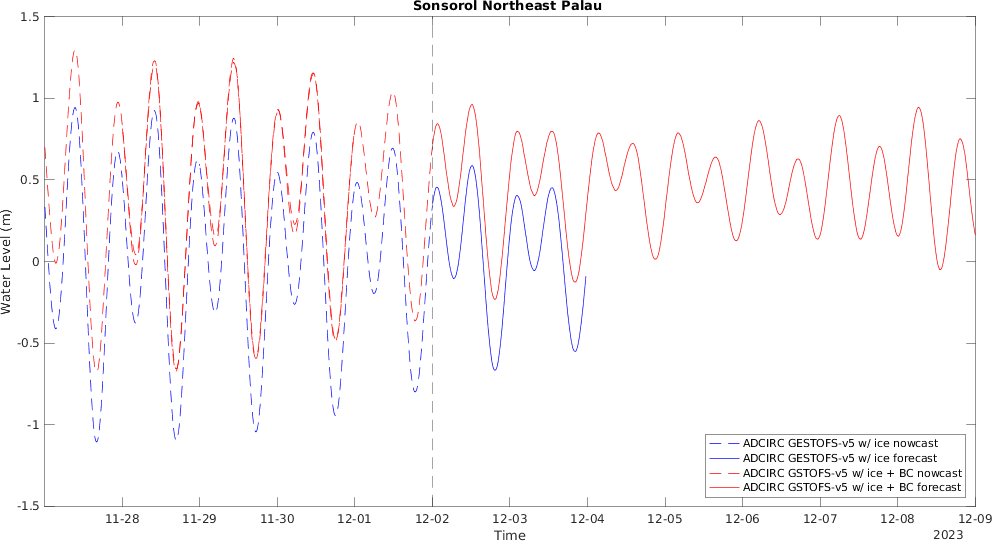 Sonsorol Northeast Palau
1.5
1
0.5
0
-0.5
-1
-1.5
Water Level (m)
ADCIRC GESTOFS-v5 w/ ice nowcast
ADCIRC GESTOFS-v5 w/ ice forecast
ADCIRC GSTOFS-v5 w/ ice + BC nowcast
ADCIRC GSTOFS-v5 w/ ice + BC forecast
11-28 11-29 11-30 12-01 12-02 12-03 12-04 12-05 12-06 12-07 12-08 12-09
Time
2023